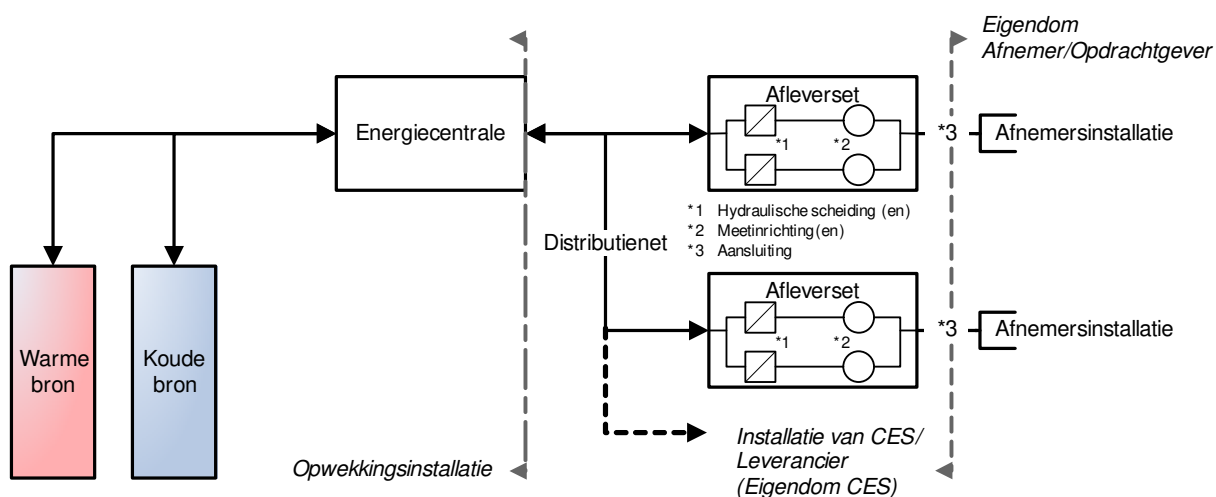 Eigendom
Afnemer/Opdrachtgever
Energiecentrale
Afleverset
*1
*2
*3
Afnemersinstallatie
*1 Hydraulische scheiding (en)
*2 Meetinrichting (en)
*3 Aansluiting
Distributienet
Warme
bron
Koude
bron
Afleverset
*1
*2
*3
Afnemersinstallatie
Opwekkingsinstallatie
Installatie van CES/
Leverancier
(Eigendom CES)